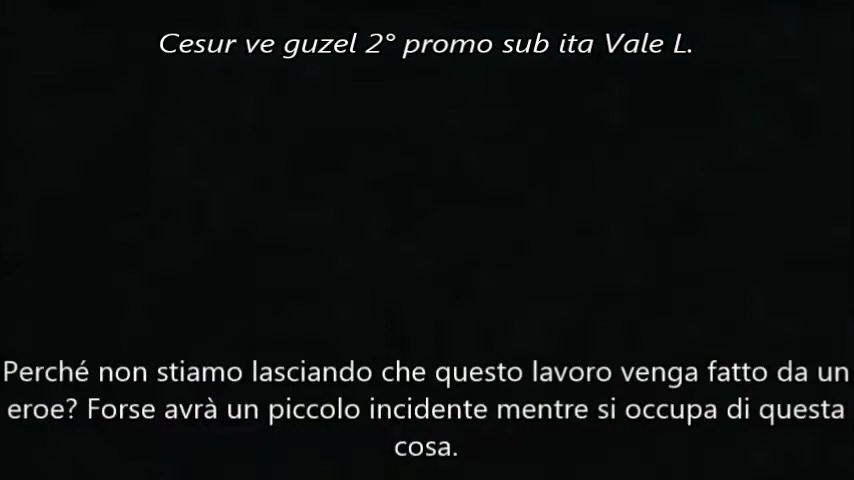 Cesur ve guzel 2° promo sub ita Vale L.
Perché non stiamo lasciando che questo lavoro venga fatto da un
eroe? Forse avrà un piccolo incidente mentre si occupa di questa
cosa.